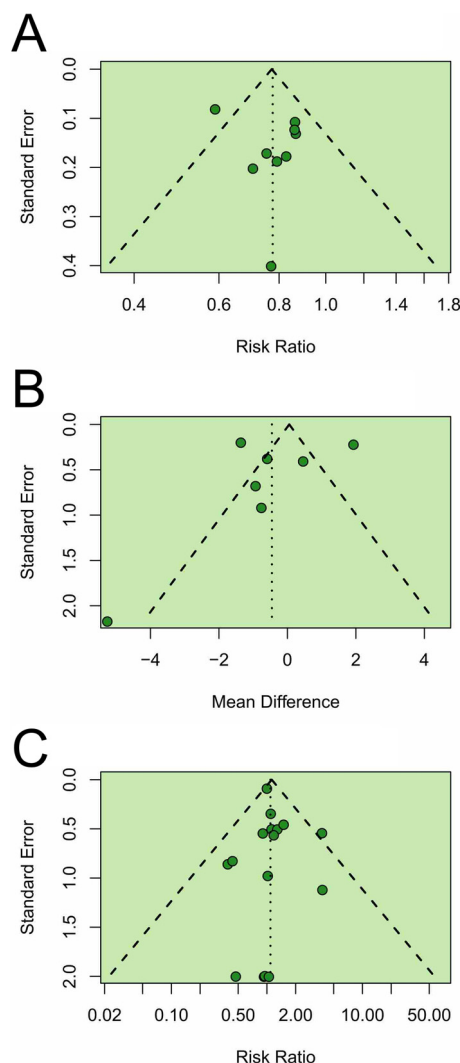 A
Standard Error
0.0
0.1
0.2
0.3
0.4
0.4 0.6 0.8 1.0 1.4 1.8
Risk Ratio
B
Standard Error
0.0
0.5
1.0
1.5
2.0
−4 −2 0 2 4
Mean Difference
C
Standard Error
0.0
0.5
1.0
1.5
2.0
0.02 0.10 0.50 2.00 10.00 50.00
Risk Ratio